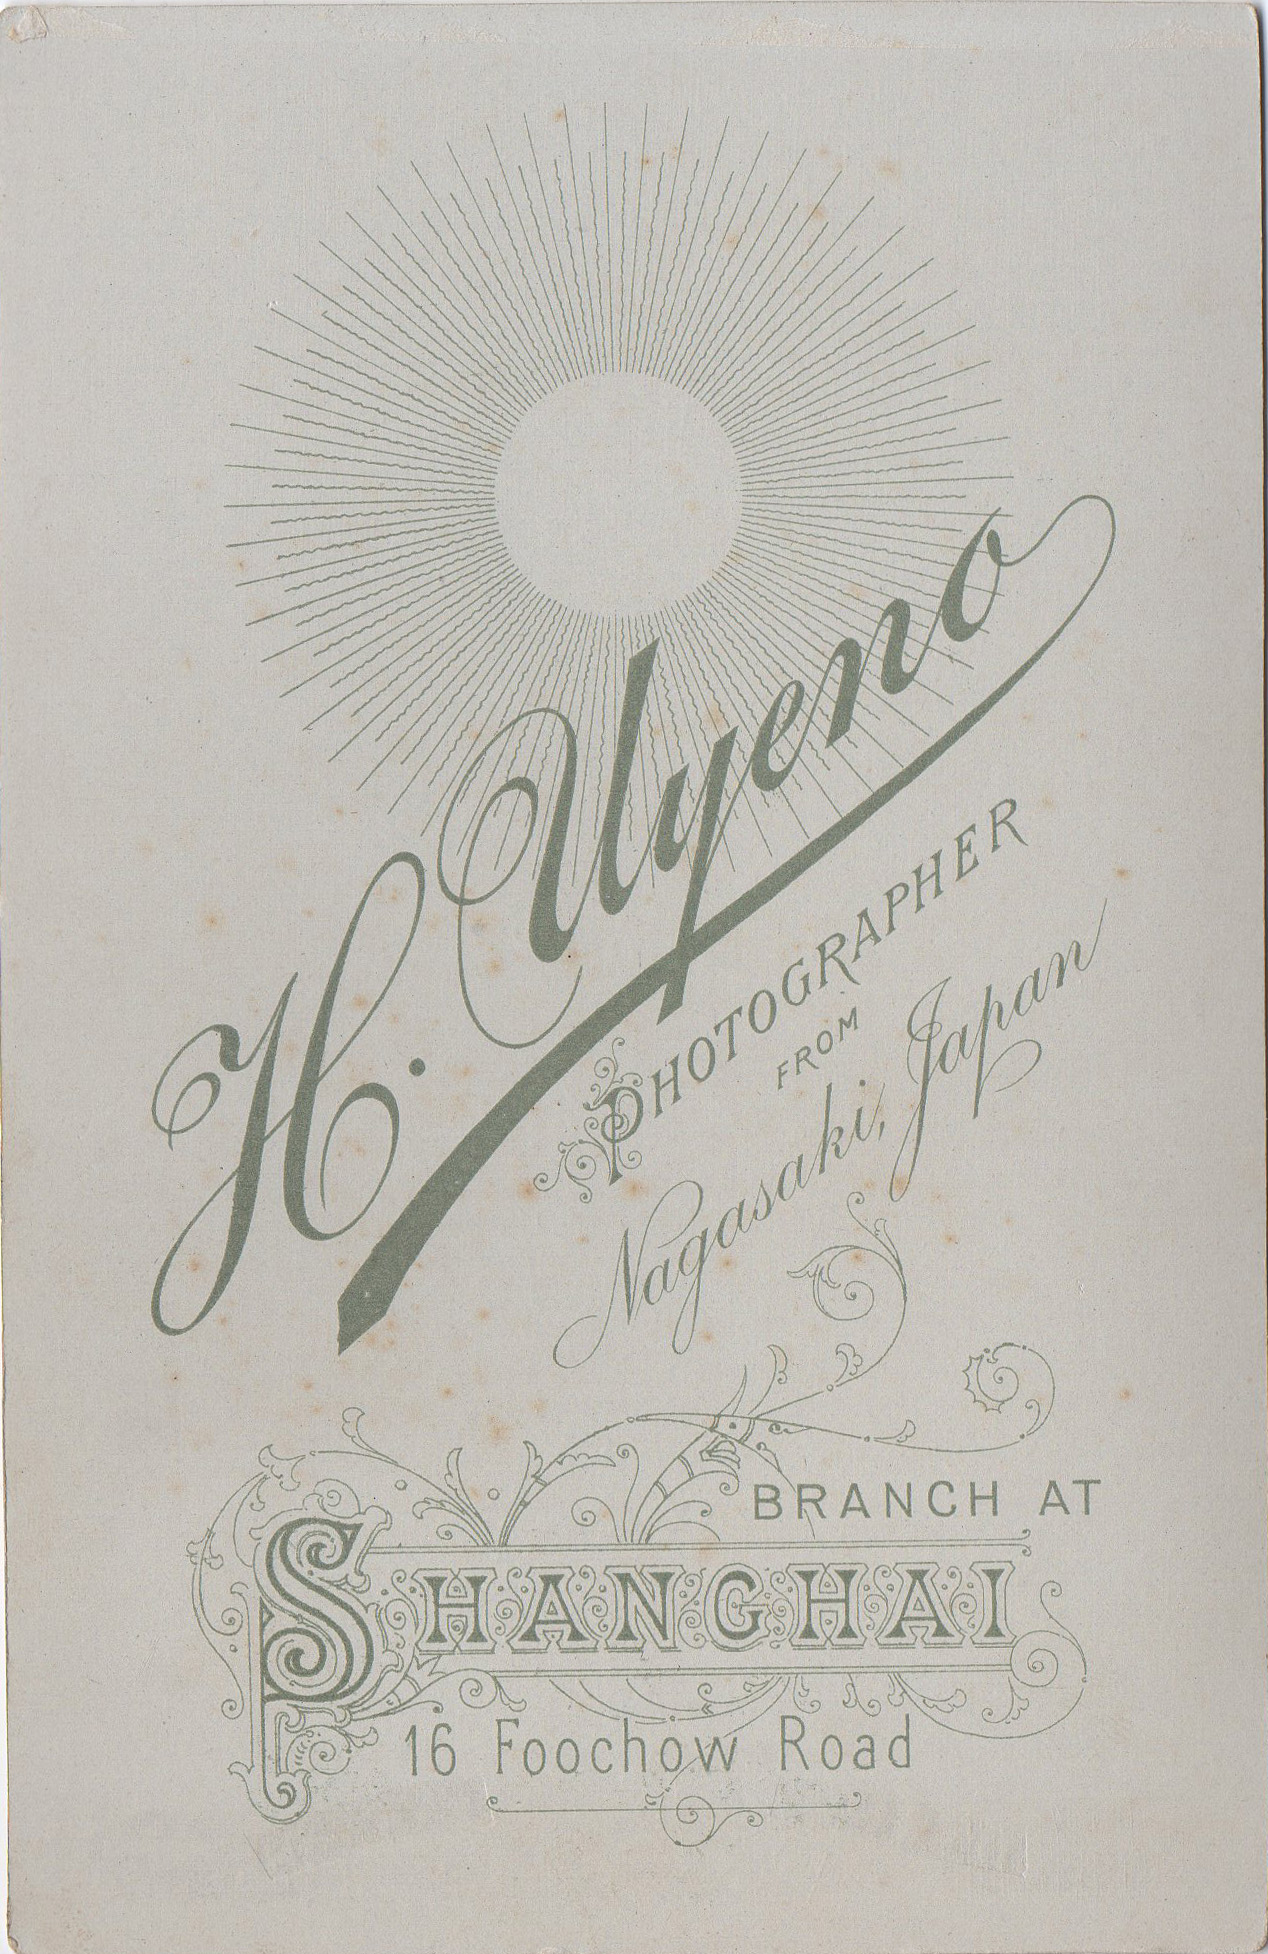 H. Uyeno
PHOTOGRAPHER
FROM
Nagasaki, Japan
BRANCH AT
SHANGHAI
16 Foochow Road